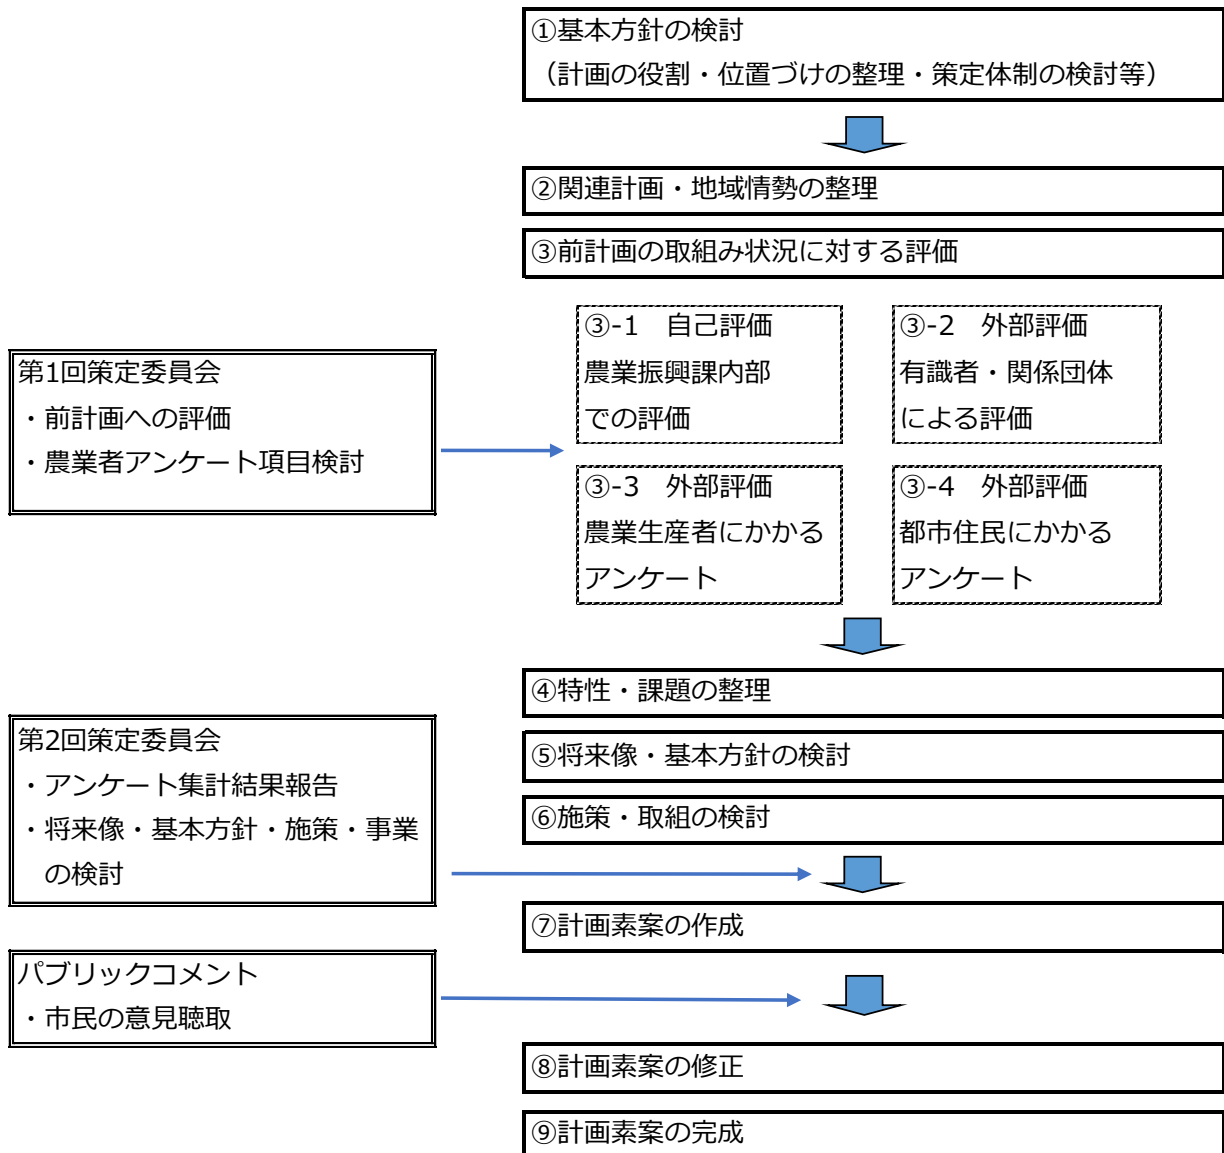 ①基本方針の検討
（計画の役割・位置づけの整理・策定体制の検討等）
②関連計画・地域情勢の整理
③前計画の取組み状況に対する評価
③-1　自己評価
農業振興課内部
での評価
③-2　外部評価
有識者・関係団体
による評価
第1回策定委員会
・前計画への評価
・農業者アンケート項目検討
③-3　外部評価
農業生産者にかかる
アンケート
③-4　外部評価
都市住民にかかる
アンケート
④特性・課題の整理
⑤将来像・基本方針の検討
⑥施策・取組の検討
第2回策定委員会
・アンケート集計結果報告
・将来像・基本方針・施策・事業
の検討
⑦計画素案の作成
パブリックコメント
・市民の意見聴取
⑧計画素案の修正
⑨計画素案の完成